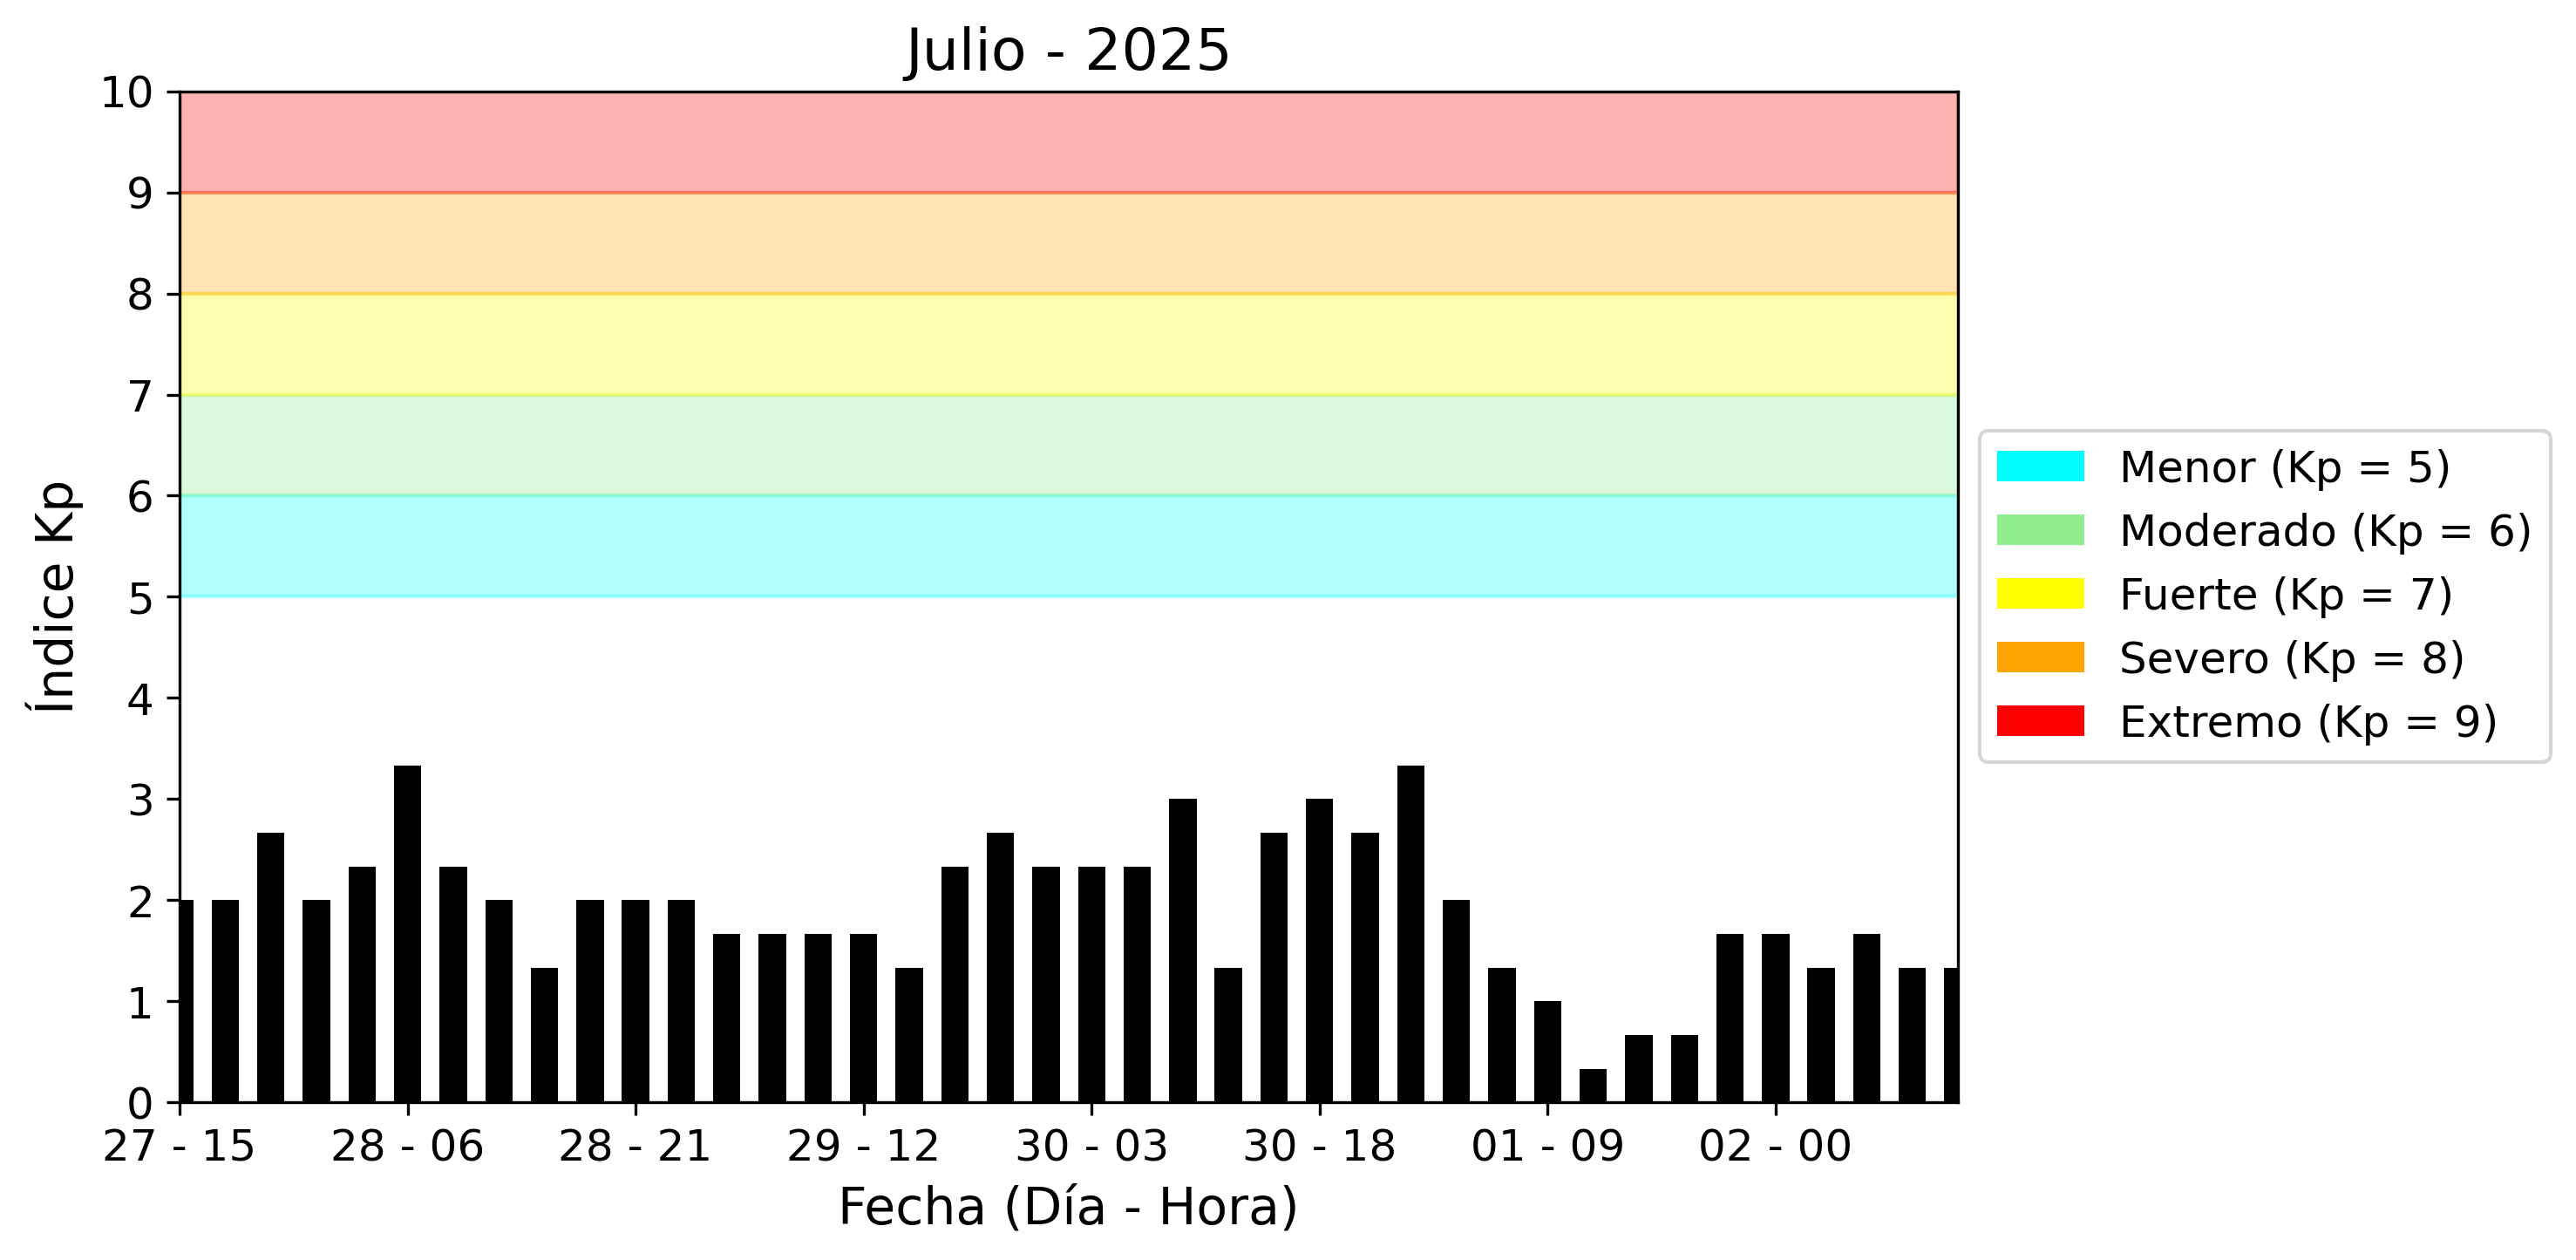 Julio - 2025
10
9
8
7
6
5
4
3
2
1
0
Índice Kp
27 - 15
28 - 06
28 - 21
29 - 12
30 - 03
30 - 18
01 - 09
02 - 00
Fecha (Día - Hora)
Menor (Kp = 5)
Moderado (Kp = 6)
Fuerte (Kp = 7)
Severo (Kp = 8)
Extremo (Kp = 9)